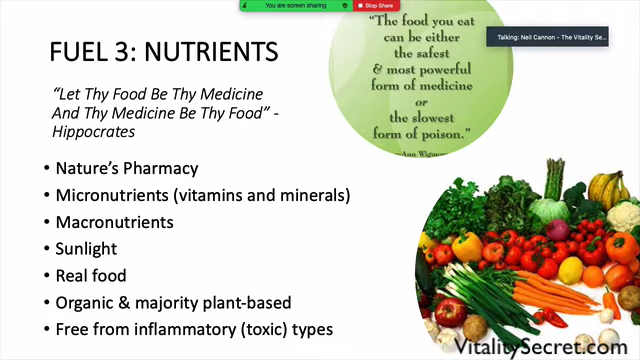 You are screen sharing
Stop Share
Talking: Neil Cannon - The Vitality Se...
FUEL 3: NUTRIENTS
“Let Thy Food Be Thy Medicine
And Thy Medicine Be Thy Food” -
Hippocrates
• Nature’s Pharmacy
• Micronutrients (vitamins and minerals)
• Macronutrients
• Sunlight
• Real food
• Organic & majority plant-based
• Free from inflammatory (toxic) types
“The food you eat
can be either
the safest
& most powerful
form of medicine
or
the slowest
form of poison.”
VitalitySecret.com